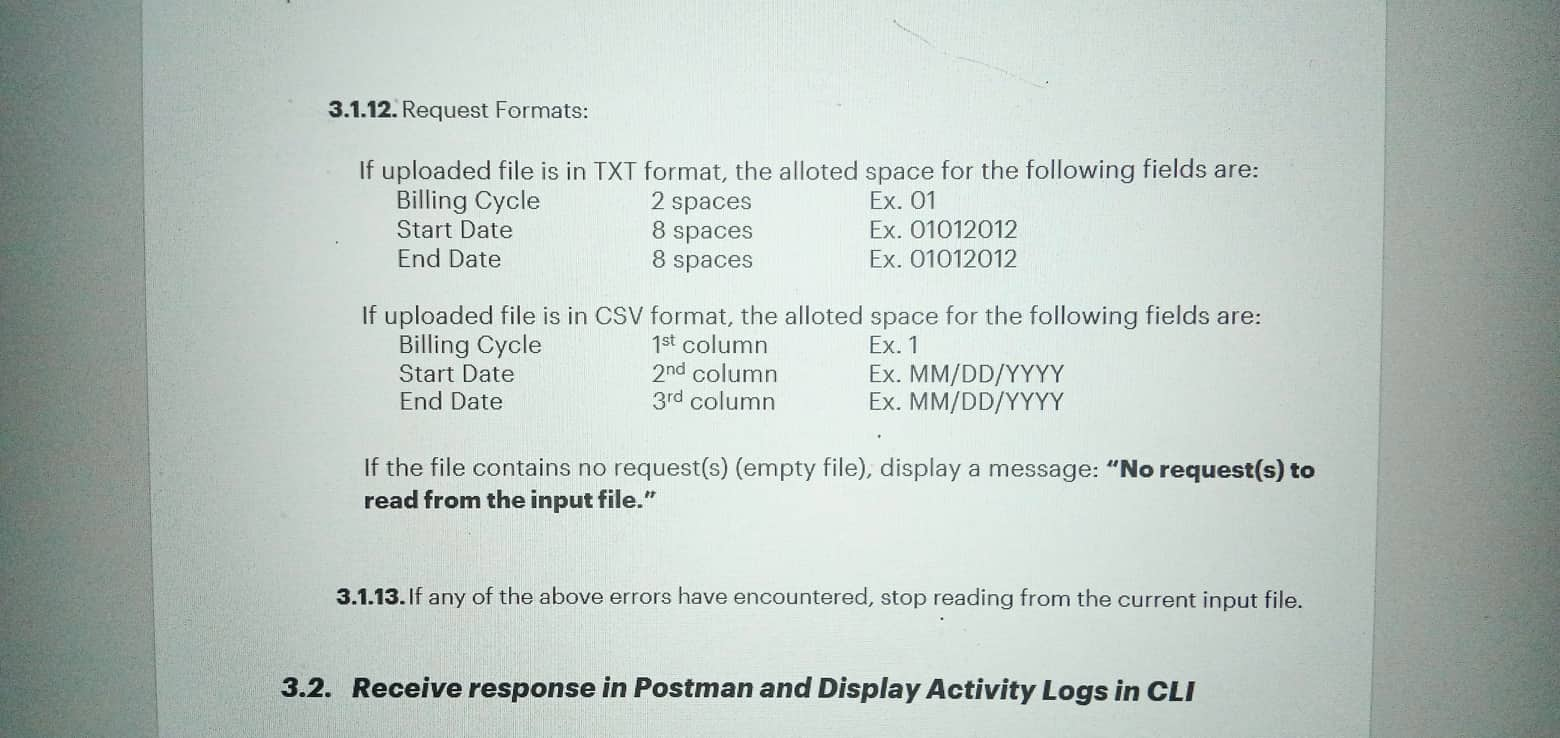 3.1.12. Request Formats:
If uploaded file is in TXT format, the alloted space for the following fields are:
Billing Cycle 2 spaces Ex. 01
Start Date 8 spaces Ex. 01012012
End Date 8 spaces Ex. 01012012
If uploaded file is in CSV format, the alloted space for the following fields are:
Billing Cycle 1st column Ex. 1
Start Date 2nd column Ex. MM/DD/YYYY
End Date 3rd column Ex. MM/DD/YYYY
If the file contains no request(s) (empty file), display a message: “No request(s) to
read from the input file.”
3.1.13. If any of the above errors have encountered, stop reading from the current input file.
3.2. Receive response in Postman and Display Activity Logs in CLI